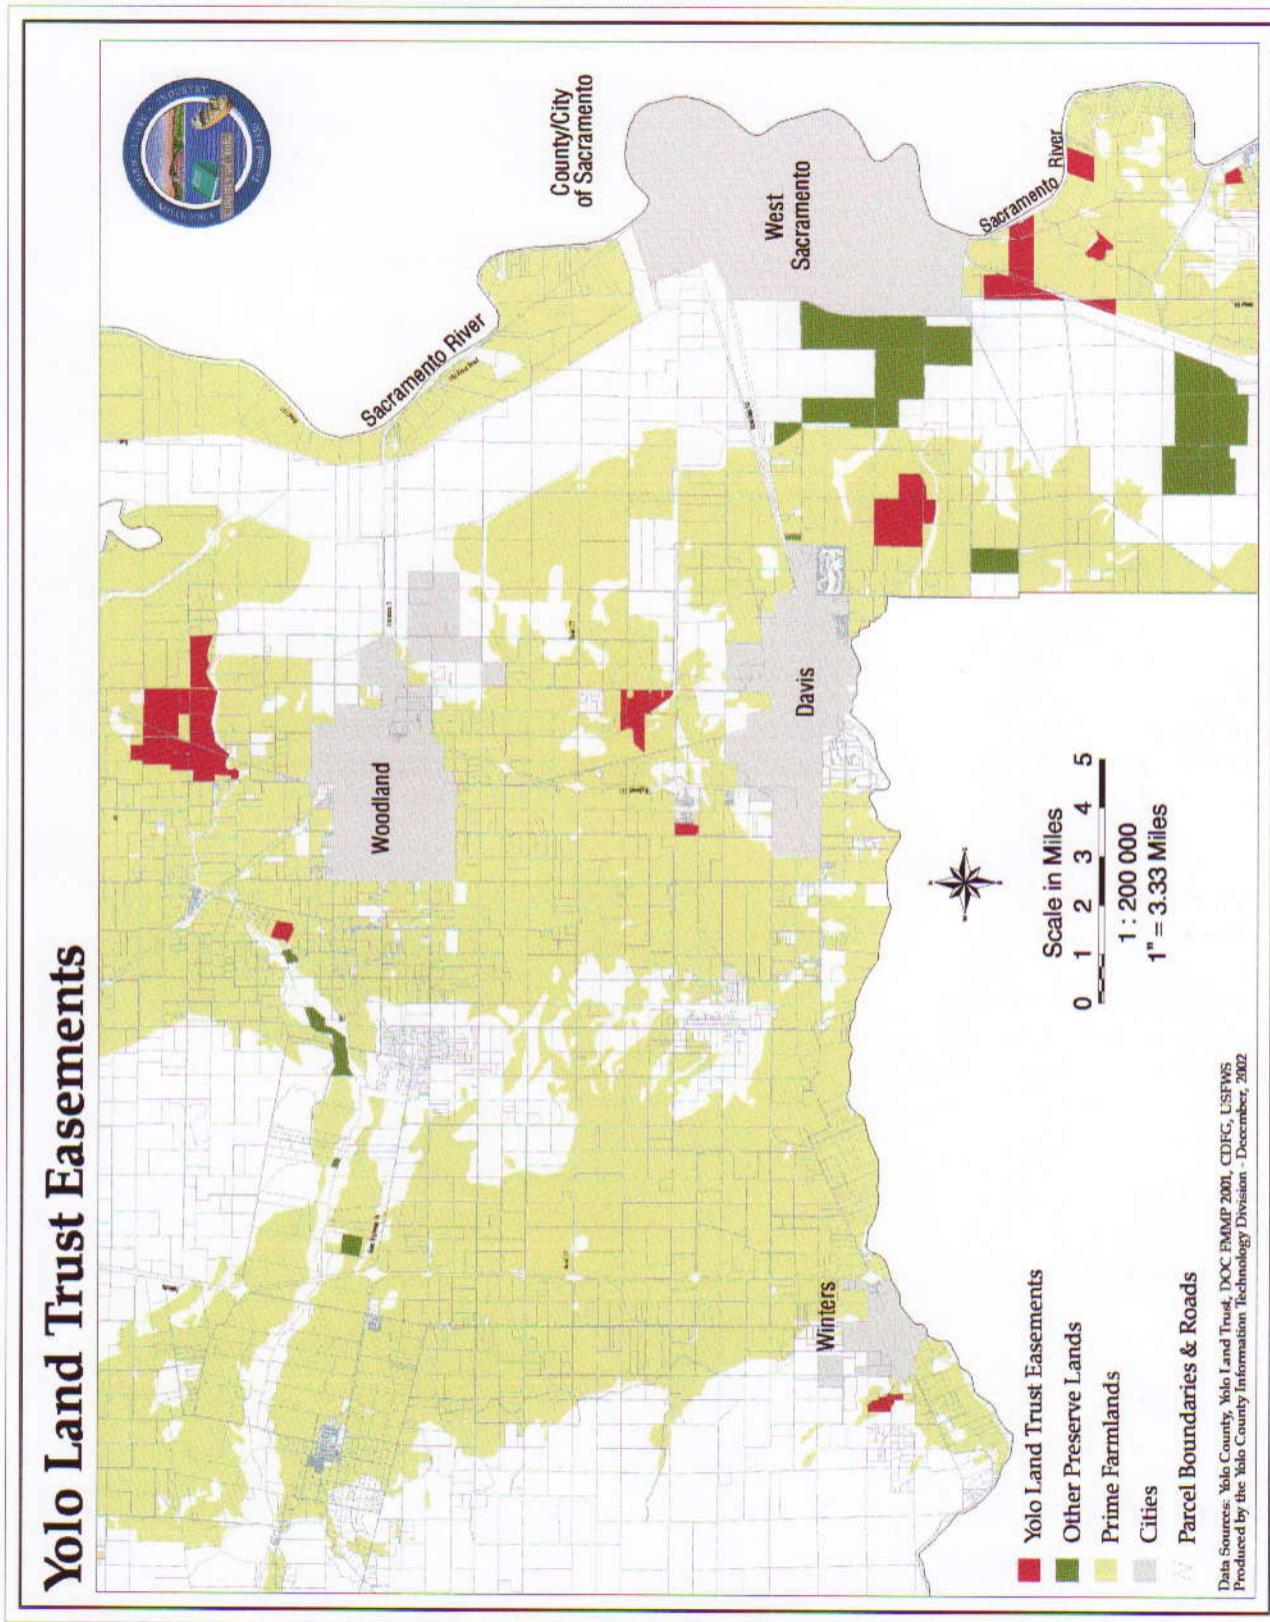 Yolo Land Trust Easements
County/City
of Sacramento
Sacramento River
West
Sacramento
Sacramento River
Woodland
Davis
Winters
Scale in Miles
0 1 2 3 4 5
1 : 200 000
1" = 3.33 Miles
Yolo Land Trust Easements
Other Preserve Lands
Prime Farmlands
Cities
Parcel Boundaries & Roads
Data Sources: Yolo County, Yolo Land Trust, DOC FMMP 2001, CDFG, USFWS
Produced by the Yolo County Information Technology Division - December, 2002